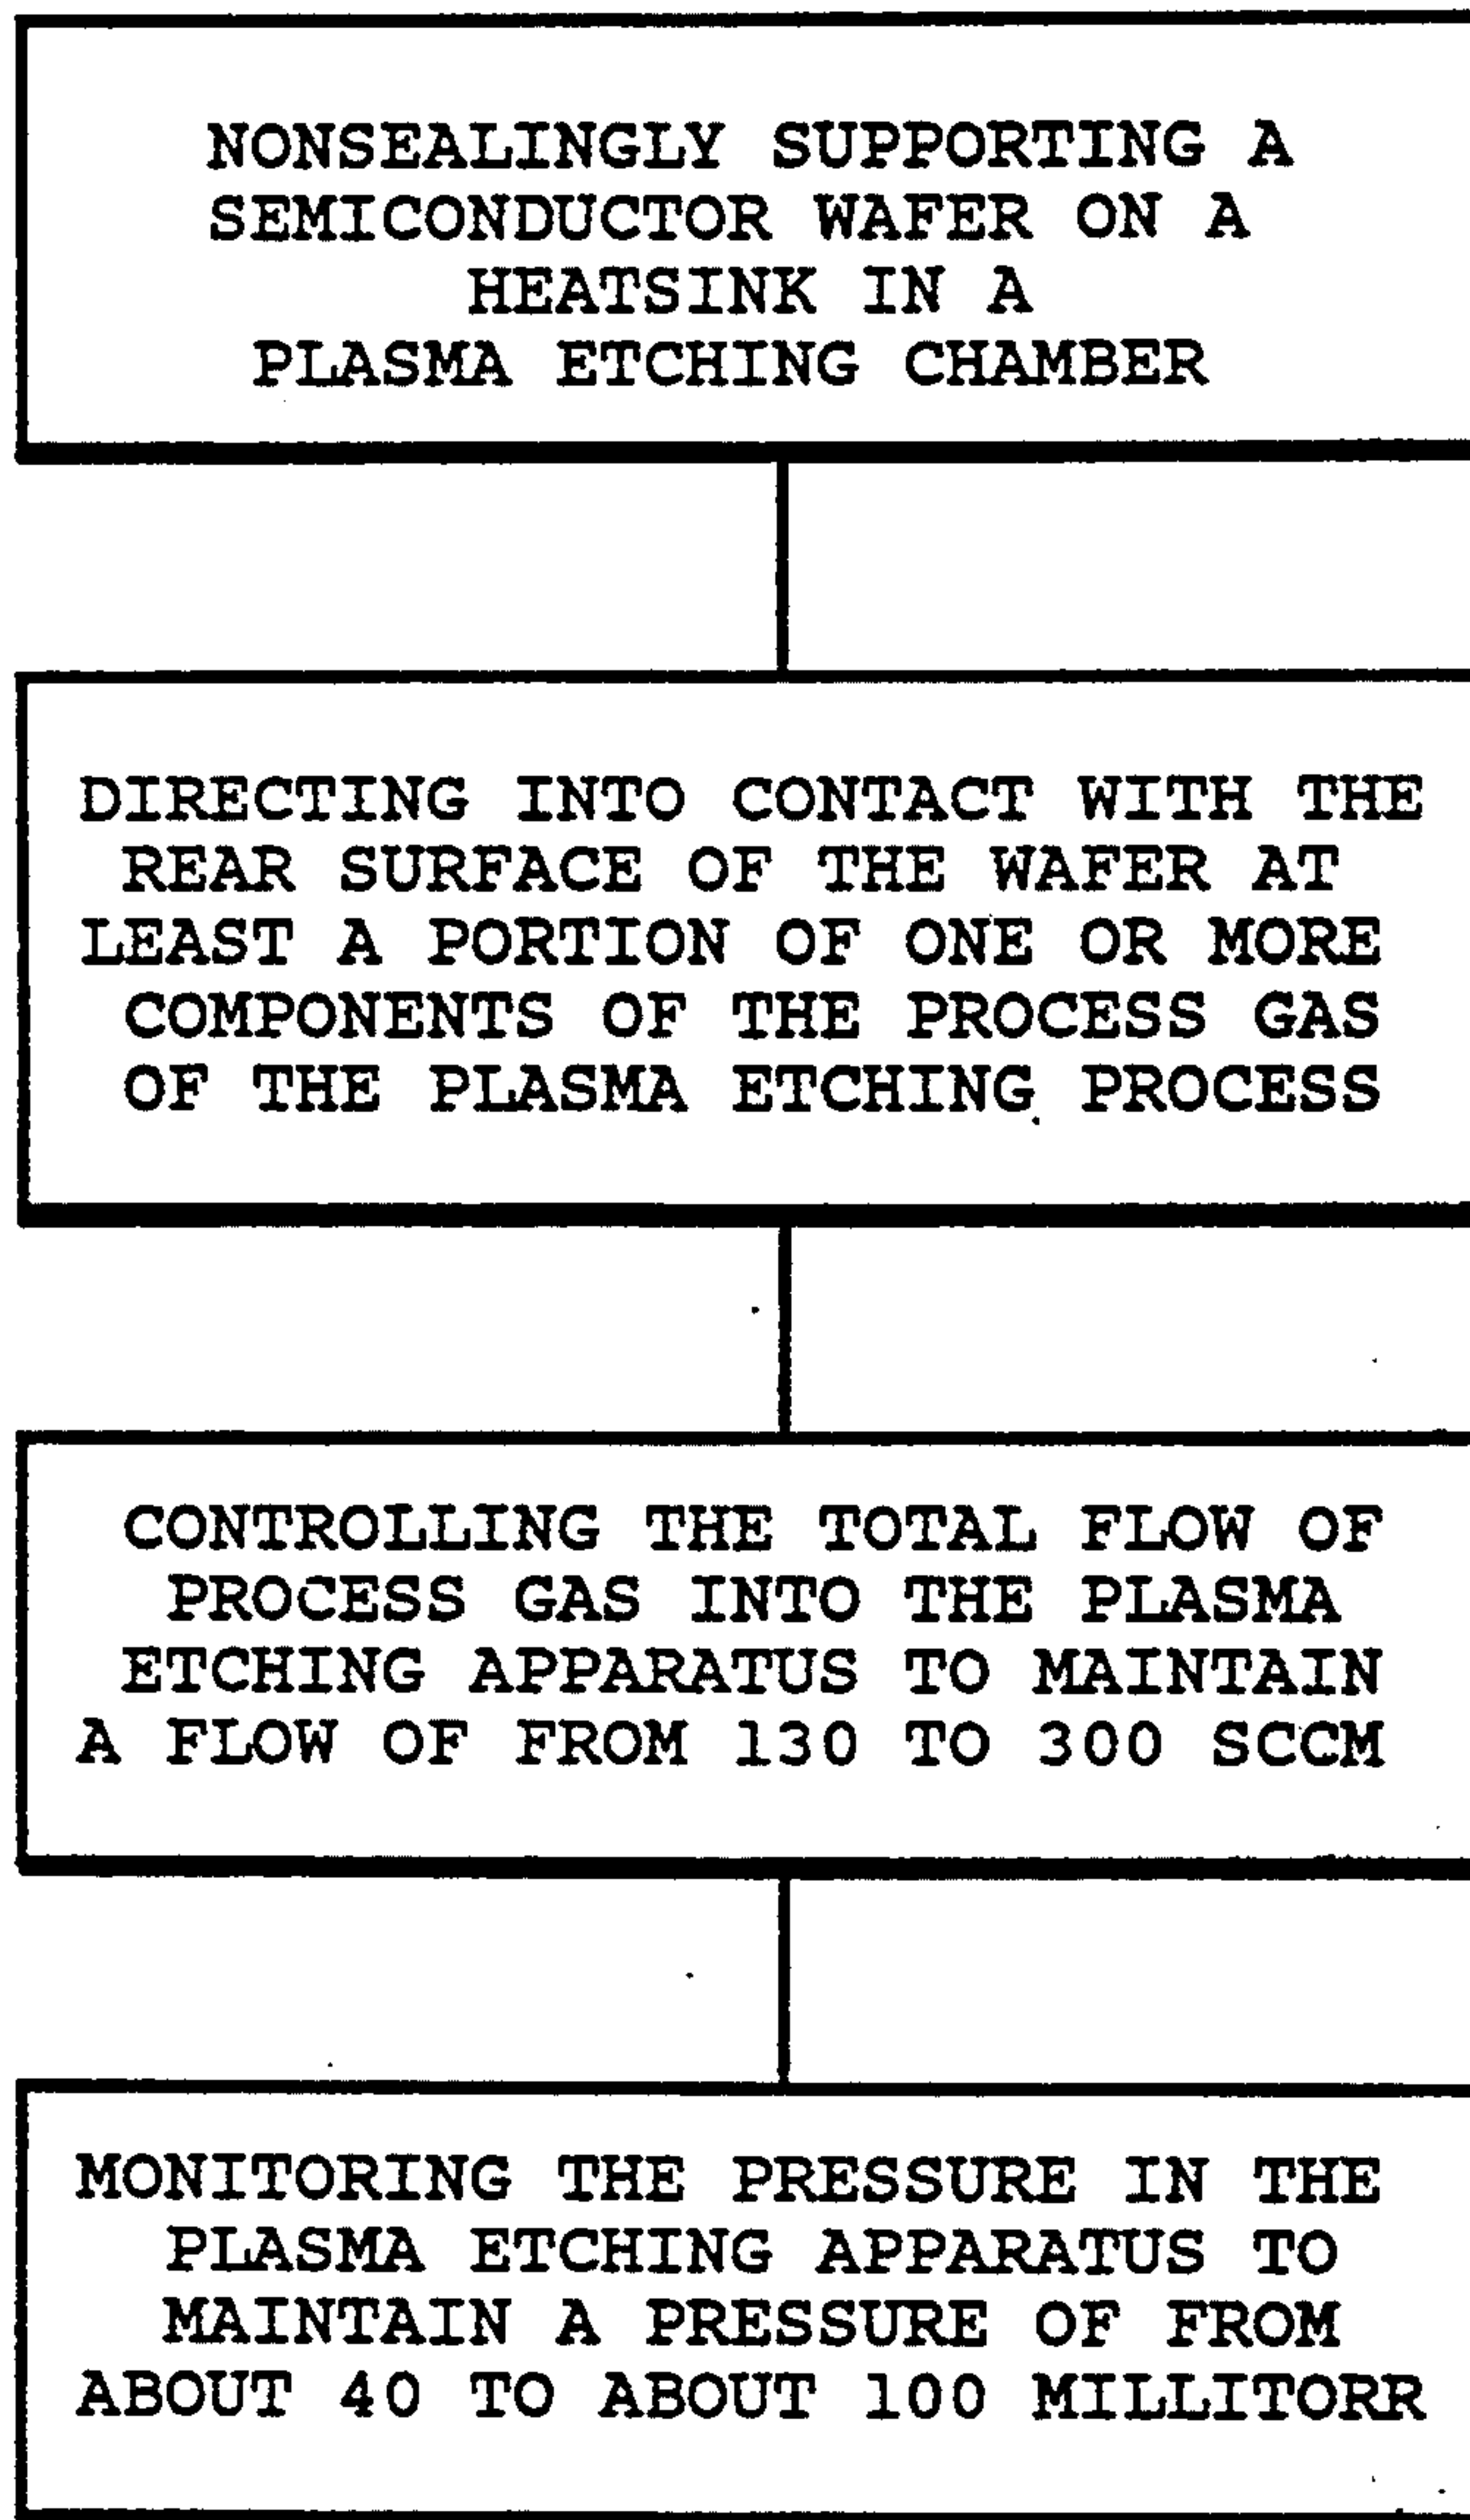 NONSEALINGLY SUPPORTING A
SEMICONDUCTOR WAFER ON A
HEATSINK IN A
PLASMA ETCHING CHAMBER
DIRECTING INTO CONTACT WITH THE
REAR SURFACE OF THE WAFER AT
LEAST A PORTION OF ONE OR MORE
COMPONENTS OF THE PROCESS GAS
OF THE PLASMA ETCHING PROCESS
CONTROLLING THE TOTAL FLOW OF
PROCESS GAS INTO THE PLASMA
ETCHING APPARATUS TO MAINTAIN
A FLOW OF FROM 130 TO 300 SCCM
MONITORING THE PRESSURE IN THE
PLASMA ETCHING APPARATUS TO
MAINTAIN A PRESSURE OF FROM
ABOUT 40 TO ABOUT 100 MILLITORR